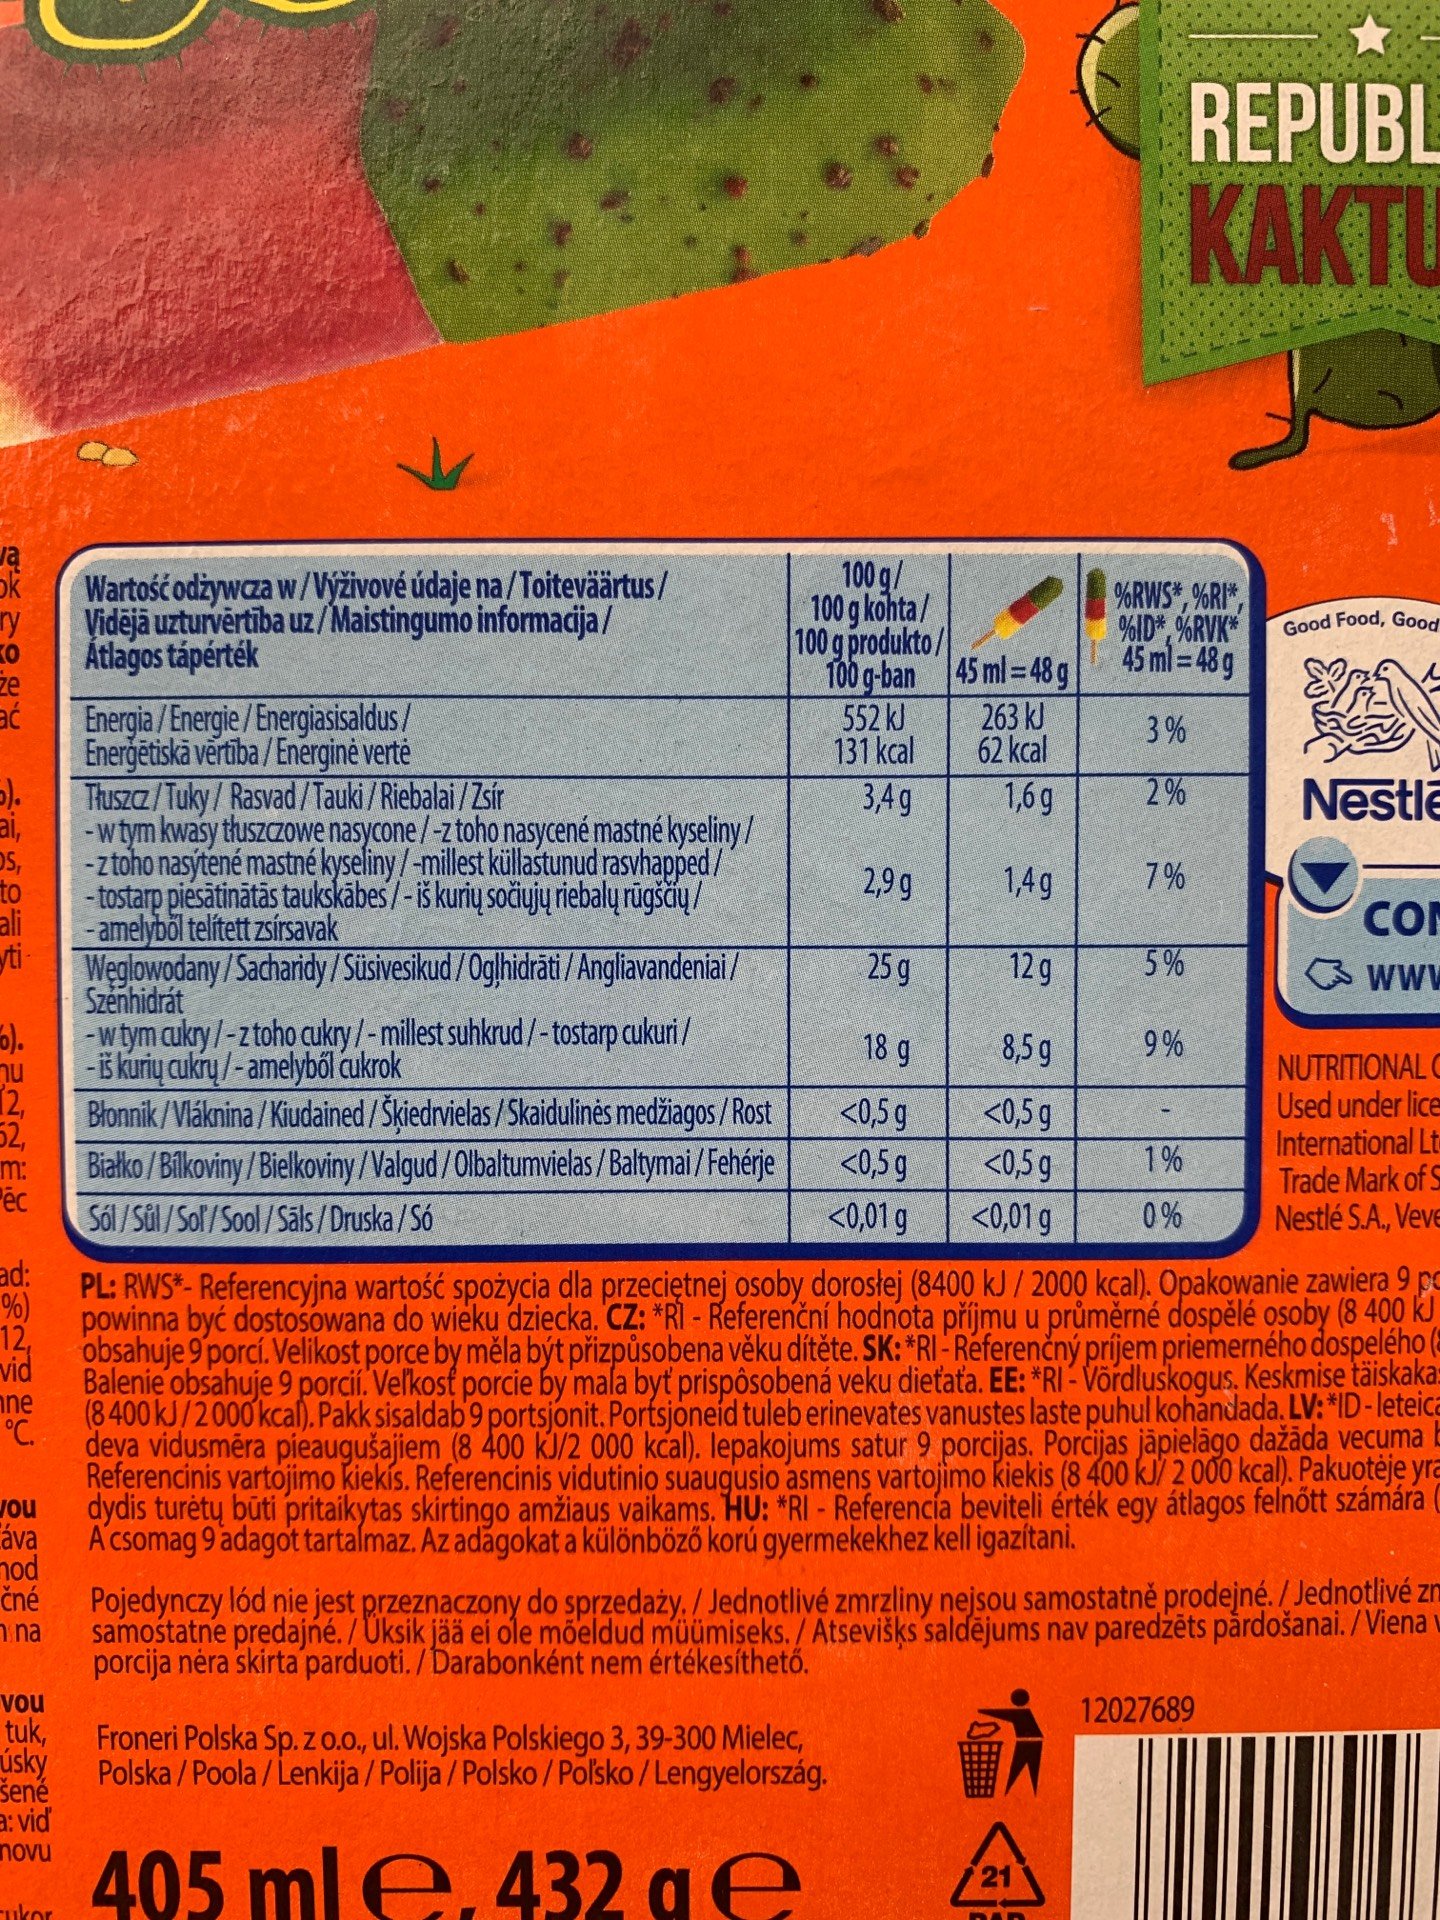 REPUBL
KAKTU
Wartość odżywcza w / Výživové údaje na / Toiteväärtus /
Vidējā uzturvērtība uz / Maistingumo informacija /
Átlagos tápérték
100 g /
100 g kohta /
100 g produkto /
100 g-ban
45 ml = 48 g
%RWS*, %RI*,
%ID*, %RVK*
45 ml = 48 g
Energia / Energie / Energiasisaldus /
Enerģētiskā vērtība / Energinė vertė
552 kJ
131 kcal
263 kJ
62 kcal
3 %
Tłuszcz / Tuky / Rasvad / Tauki / Riebalai / Zsír
3,4 g
1,6 g
2 %
- w tym kwasy tłuszczowe nasycone / -z toho nasycené mastné kyseliny /
- z toho nasýtené mastné kyseliny / -millest küllastunud rasvhapped /
- tostarp piesātinātās taukskābes / - iš kurių sočiųjų riebalų rūgščių /
- amelyből telített zsírsavak
2,9 g
1,4 g
7 %
Węglowodany / Sacharidy / Süsivesikud / Ogļhidrāti / Angliavandeniai /
Szénhidrát
25 g
12 g
5 %
- w tym cukry / - z toho cukry / - millest suhkrud / - tostarp cukuri /
- iš kurių cukrų / - amelyből cukrok
18 g
8,5 g
9 %
Błonnik / Vláknina / Kiudained / Šķiedrvielas / Skaidulinės medžiagos / Rost
<0,5 g
<0,5 g
-
Białko / Bílkoviny / Bielkoviny / Valgud / Olbaltumvielas / Baltymai / Fehérje
<0,5 g
<0,5 g
1 %
Sól / Sůl / Soľ / Sool / Sāls / Druska / Só
<0,01 g
<0,01 g
0 %
Good Food, Good
Nestlé
CON
WWW
NUTRITIONAL C
Used under lice
International Lt
Trade Mark of S
Nestlé S.A., Veve
PL: RWS*- Referencyjna wartość spożycia dla przeciętnej osoby dorosłej (8400 kJ / 2000 kcal). Opakowanie zawiera 9 po
powinna być dostosowana do wieku dziecka. CZ: *RI - Referenční hodnota příjmu u průměrné dospělé osoby (8 400 kJ
obsahuje 9 porcí. Velikost porce by měla být přizpůsobena věku dítěte. SK: *RI - Referenčný príjem priemerného dospelého (8
Balenie obsahuje 9 porcií. Veľkosť porcie by mala byť prispôsobená veku dieťaťa. EE: *RI - Võrdluskogus. Keskmise täiskakas
(8 400 kJ / 2 000 kcal). Pakk sisaldab 9 portsjonit. Portsjoneid tuleb erinevates vanustes laste puhul kohandada. LV: *ID - ieteica
deva vidusmēra pieaugušajiem (8 400 kJ/2 000 kcal). Iepakojums satur 9 porcijas. Porcijas jāpielāgo dažāda vecuma b
Referencinis vartojimo kiekis. Referencinis vidutinio suaugusio asmens vartojimo kiekis (8 400 kJ/ 2 000 kcal). Pakuotėje yra
dydis turėtų būti pritaikytas skirtingo amžiaus vaikams. HU: *RI - Referencia beviteli érték egy átlagos felnőtt számára (
A csomag 9 adagot tartalmaz. Az adagokat a különböző korú gyermekekhez kell igazítani.
Pojedynczy lód nie jest przeznaczony do sprzedaży. / Jednotlivé zmrzliny nejsou samostatně prodejné. / Jednotlivé zm
samostatne predajné. / Üksik jää ei ole mõeldud müümiseks. / Atsevišķs saldējums nav paredzēts pārdošanai. / Viena
porcija nėra skirta parduoti. / Darabonként nem értékesíthető.
Froneri Polska Sp. z o.o., ul. Wojska Polskiego 3, 39-300 Mielec,
Polska / Poola / Lenkija / Polija / Polsko / Poľsko / Lengyelország.
12027689
21
PAP
405 ml e, 432 g e